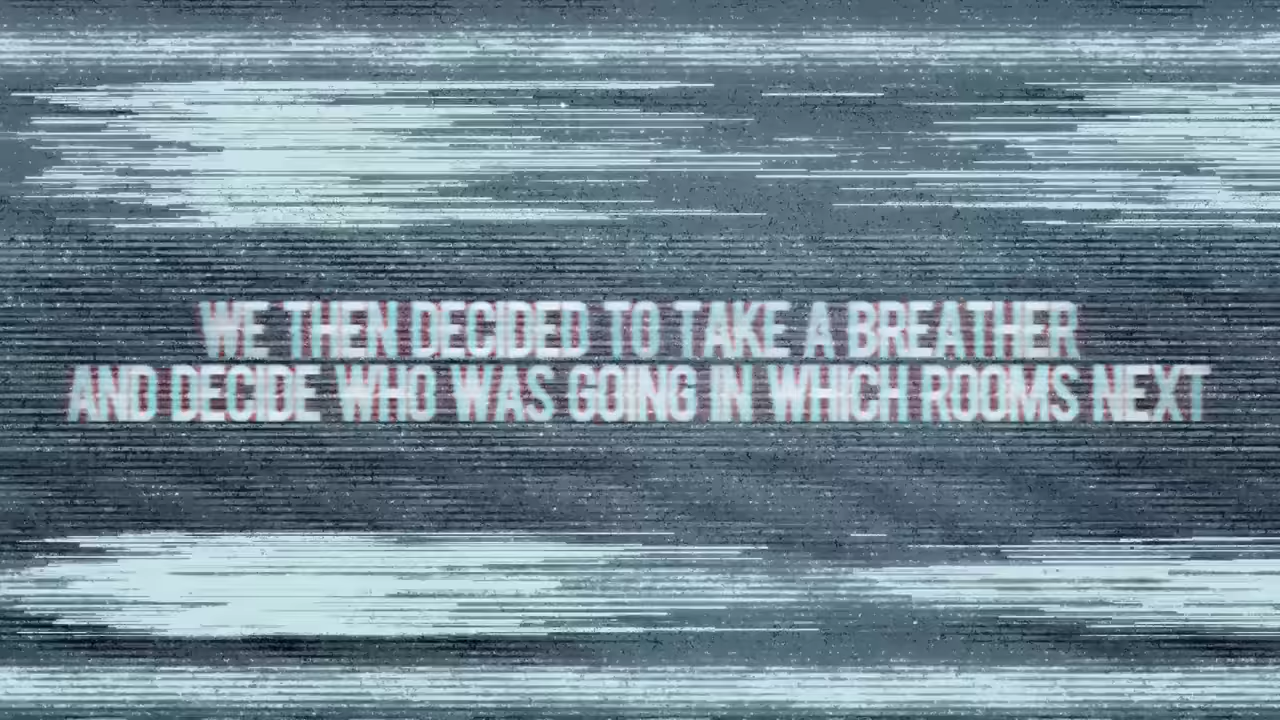 WE THEN DECIDED TO TAKE A BREATHER
AND DECIDE WHO WAS GOING IN WHICH ROOMS NEXT